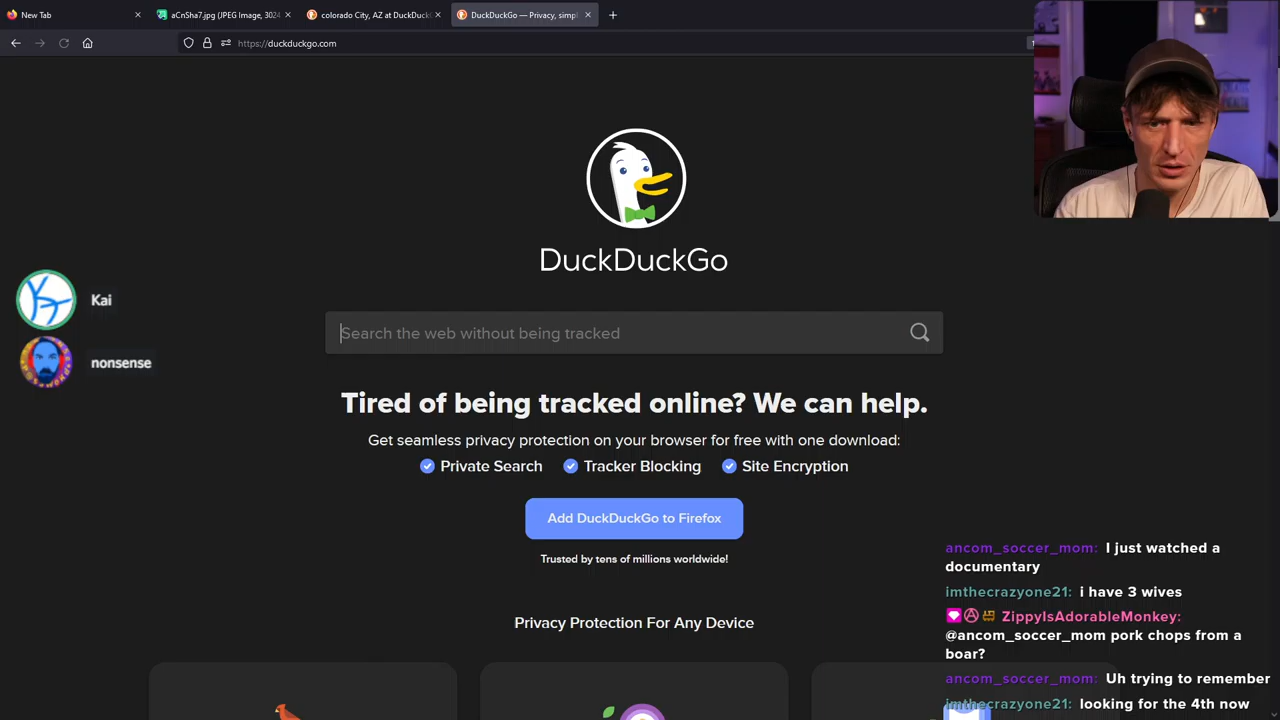 New Tab
aCnSha7.jpg (JPEG Image, 3024
colorado City, AZ at DuckDuckG
DuckDuckGo — Privacy, simpl
https://duckduckgo.com
DuckDuckGo
Kai
nonsense
Search the web without being tracked
Tired of being tracked online? We can help.
Get seamless privacy protection on your browser for free with one download:
Private Search
Tracker Blocking
Site Encryption
Add DuckDuckGo to Firefox
Trusted by tens of millions worldwide!
Privacy Protection For Any Device
ancom_soccer_mom: I just watched a
documentary
imthecrazyone21: i have 3 wives
ZippyIsAdorableMonkey:
@ancom_soccer_mom pork chops from a
boar?
ancom_soccer_mom: Uh trying to remember
imthecrazyone21: looking for the 4th now